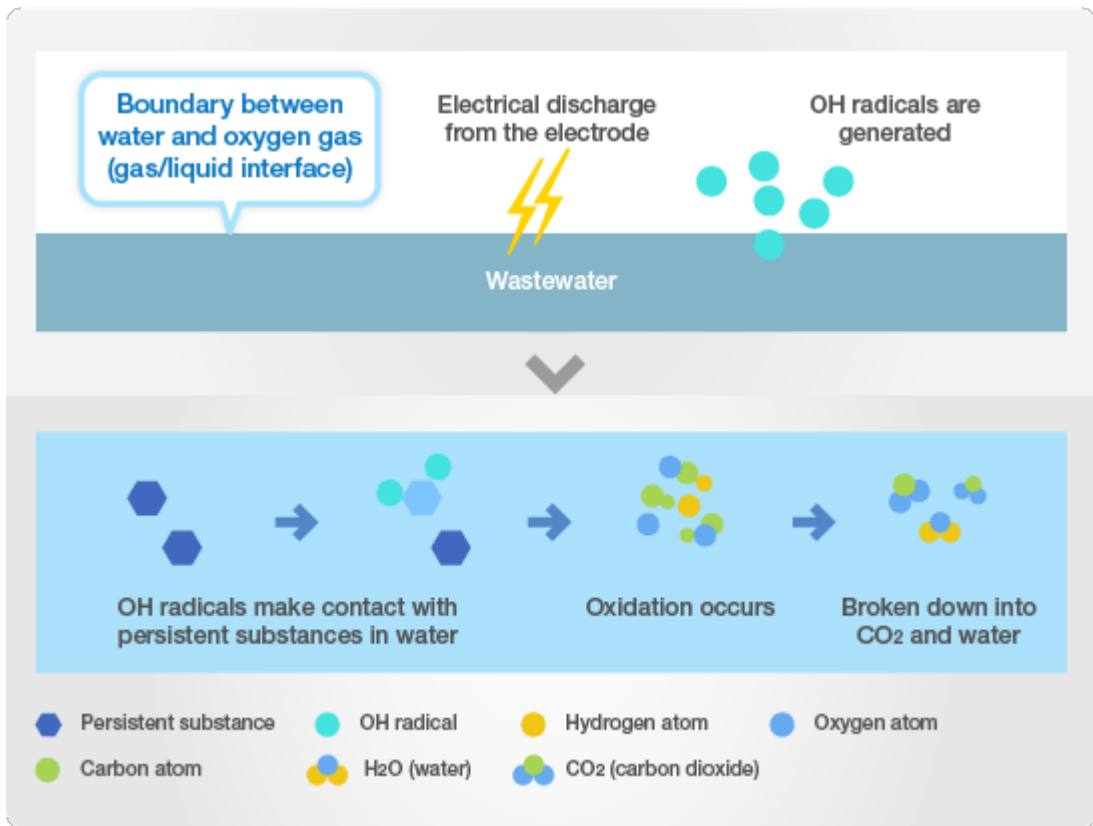 Boundary between
water and oxygen gas
(gas/liquid interface)
Electrical discharge
from the electrode
OH radicals are
generated
Wastewater
OH radicals make contact with
persistent substances in water
Oxidation occurs
Broken down into
CO2 and water
Persistent substance
OH radical
Hydrogen atom
Oxygen atom
Carbon atom
H2O (water)
CO2 (carbon dioxide)